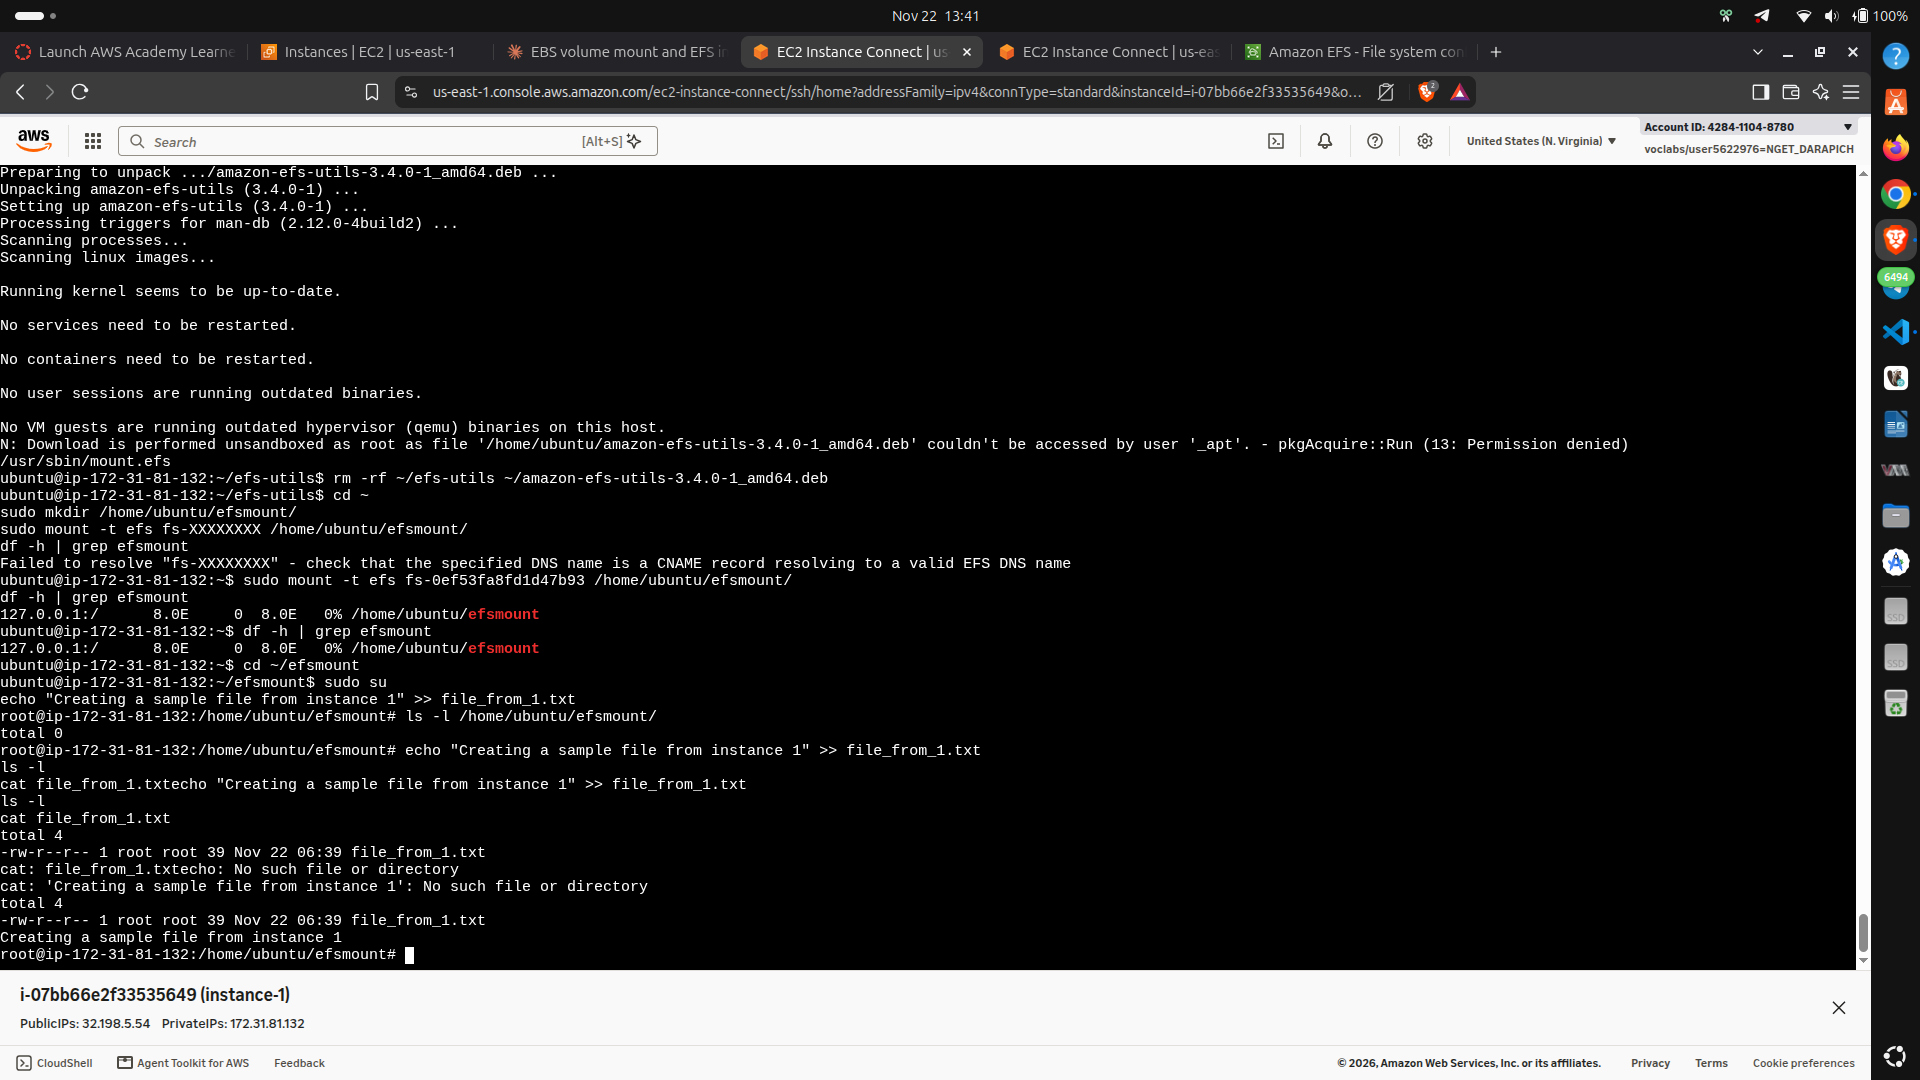 Nov 22 13:41
100%
Launch AWS Academy Learne
Instances | EC2 | us-east-1
EBS volume mount and EFS in
EC2 Instance Connect | us-
EC2 Instance Connect | us-eas
Amazon EFS - File system con
us-east-1.console.aws.amazon.com/ec2-instance-connect/ssh/home?addressFamily=ipv4&connType=standard&instanceId=i-07bb66e2f33535649&o...
2
aws
Search
[Alt+S]
United States (N. Virginia)
Account ID: 4284-1104-8780
voclabs/user5622976=NGET_DARAPICH
Preparing to unpack .../amazon-efs-utils-3.4.0-1_amd64.deb ...
Unpacking amazon-efs-utils (3.4.0-1) ...
Setting up amazon-efs-utils (3.4.0-1) ...
Processing triggers for man-db (2.12.0-4build2) ...
Scanning processes...
Scanning linux images...
Running kernel seems to be up-to-date.
No services need to be restarted.
No containers need to be restarted.
No user sessions are running outdated binaries.
No VM guests are running outdated hypervisor (qemu) binaries on this host.
N: Download is performed unsandboxed as root as file '/home/ubuntu/amazon-efs-utils-3.4.0-1_amd64.deb' couldn't be accessed by user '_apt'. - pkgAcquire::Run (13: Permission denied)
/usr/sbin/mount.efs
ubuntu@ip-172-31-81-132:~/efs-utils$ rm -rf ~/efs-utils ~/amazon-efs-utils-3.4.0-1_amd64.deb
ubuntu@ip-172-31-81-132:~/efs-utils$ cd ~
sudo mkdir /home/ubuntu/efsmount/
sudo mount -t efs fs-XXXXXXXX /home/ubuntu/efsmount/
df -h | grep efsmount
Failed to resolve "fs-XXXXXXXX" - check that the specified DNS name is a CNAME record resolving to a valid EFS DNS name
ubuntu@ip-172-31-81-132:~$ sudo mount -t efs fs-0ef53fa8fd1d47b93 /home/ubuntu/efsmount/
df -h | grep efsmount
127.0.0.1:/      8.0E     0  8.0E   0% /home/ubuntu/efsmount
ubuntu@ip-172-31-81-132:~$ df -h | grep efsmount
127.0.0.1:/      8.0E     0  8.0E   0% /home/ubuntu/efsmount
ubuntu@ip-172-31-81-132:~$ cd ~/efsmount
ubuntu@ip-172-31-81-132:~/efsmount$ sudo su
echo "Creating a sample file from instance 1" >> file_from_1.txt
root@ip-172-31-81-132:/home/ubuntu/efsmount# ls -l /home/ubuntu/efsmount/
total 0
root@ip-172-31-81-132:/home/ubuntu/efsmount# echo "Creating a sample file from instance 1" >> file_from_1.txt
ls -l
cat file_from_1.txtecho "Creating a sample file from instance 1" >> file_from_1.txt
ls -l
cat file_from_1.txt
total 4
-rw-r--r-- 1 root root 39 Nov 22 06:39 file_from_1.txt
cat: file_from_1.txtecho: No such file or directory
cat: 'Creating a sample file from instance 1': No such file or directory
total 4
-rw-r--r-- 1 root root 39 Nov 22 06:39 file_from_1.txt
Creating a sample file from instance 1
root@ip-172-31-81-132:/home/ubuntu/efsmount#
i-07bb66e2f33535649 (instance-1)
PublicIPs: 32.198.5.54 PrivateIPs: 172.31.81.132
CloudShell
Agent Toolkit for AWS
Feedback
© 2026, Amazon Web Services, Inc. or its affiliates.
Privacy
Terms
Cookie preferences
6494
SSD
SSD